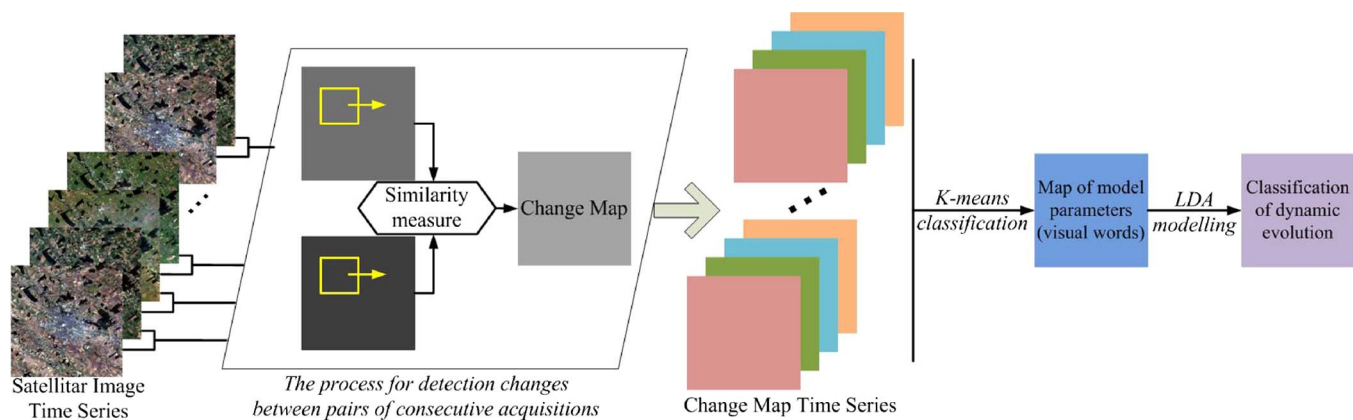 Satellitar Image
Time Series
Similarity
measure
Change Map
The process for detection changes
between pairs of consecutive acquisitions
Change Map Time Series
K-means
classification
Map of model
parameters
(visual words)
LDA
modelling
Classification
of dynamic
evolution